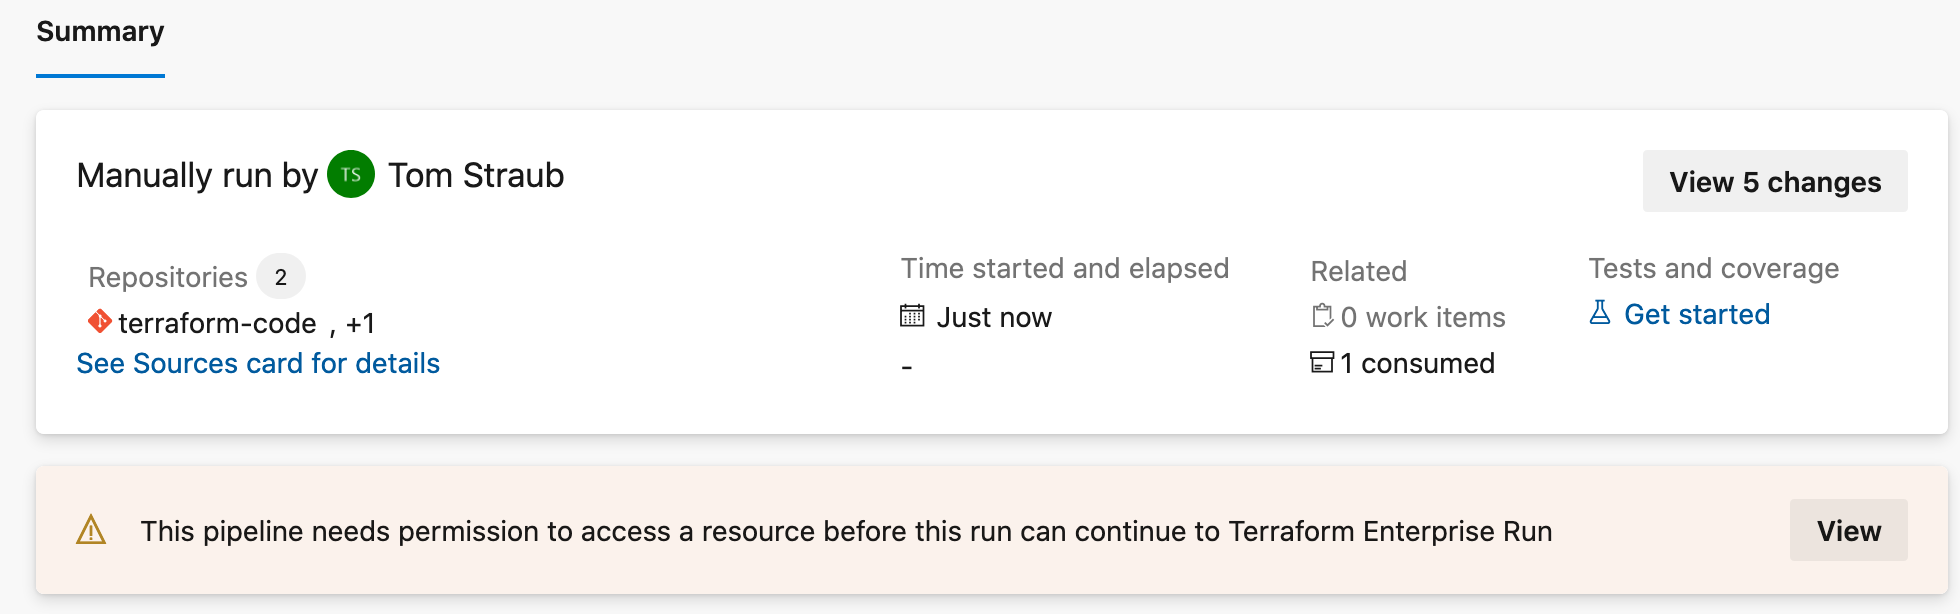 Summary
Manually run by TS Tom Straub
View 5 changes
Repositories 2
terraform-code , +1
See Sources card for details
Time started and elapsed
Just now
-
Related
0 work items
1 consumed
Tests and coverage
Get started
This pipeline needs permission to access a resource before this run can continue to Terraform Enterprise Run
View